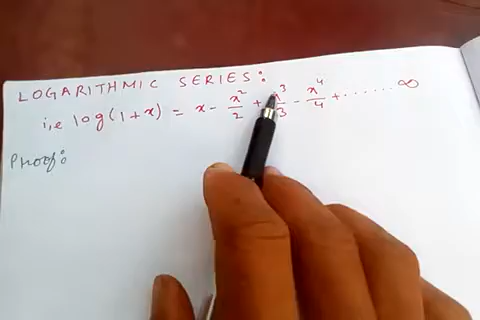 LOGARITHMIC SERIES:
i,e log(1+x) = x - x²/2 + x³/3 - x⁴/4 + ...... ∞
Proof: